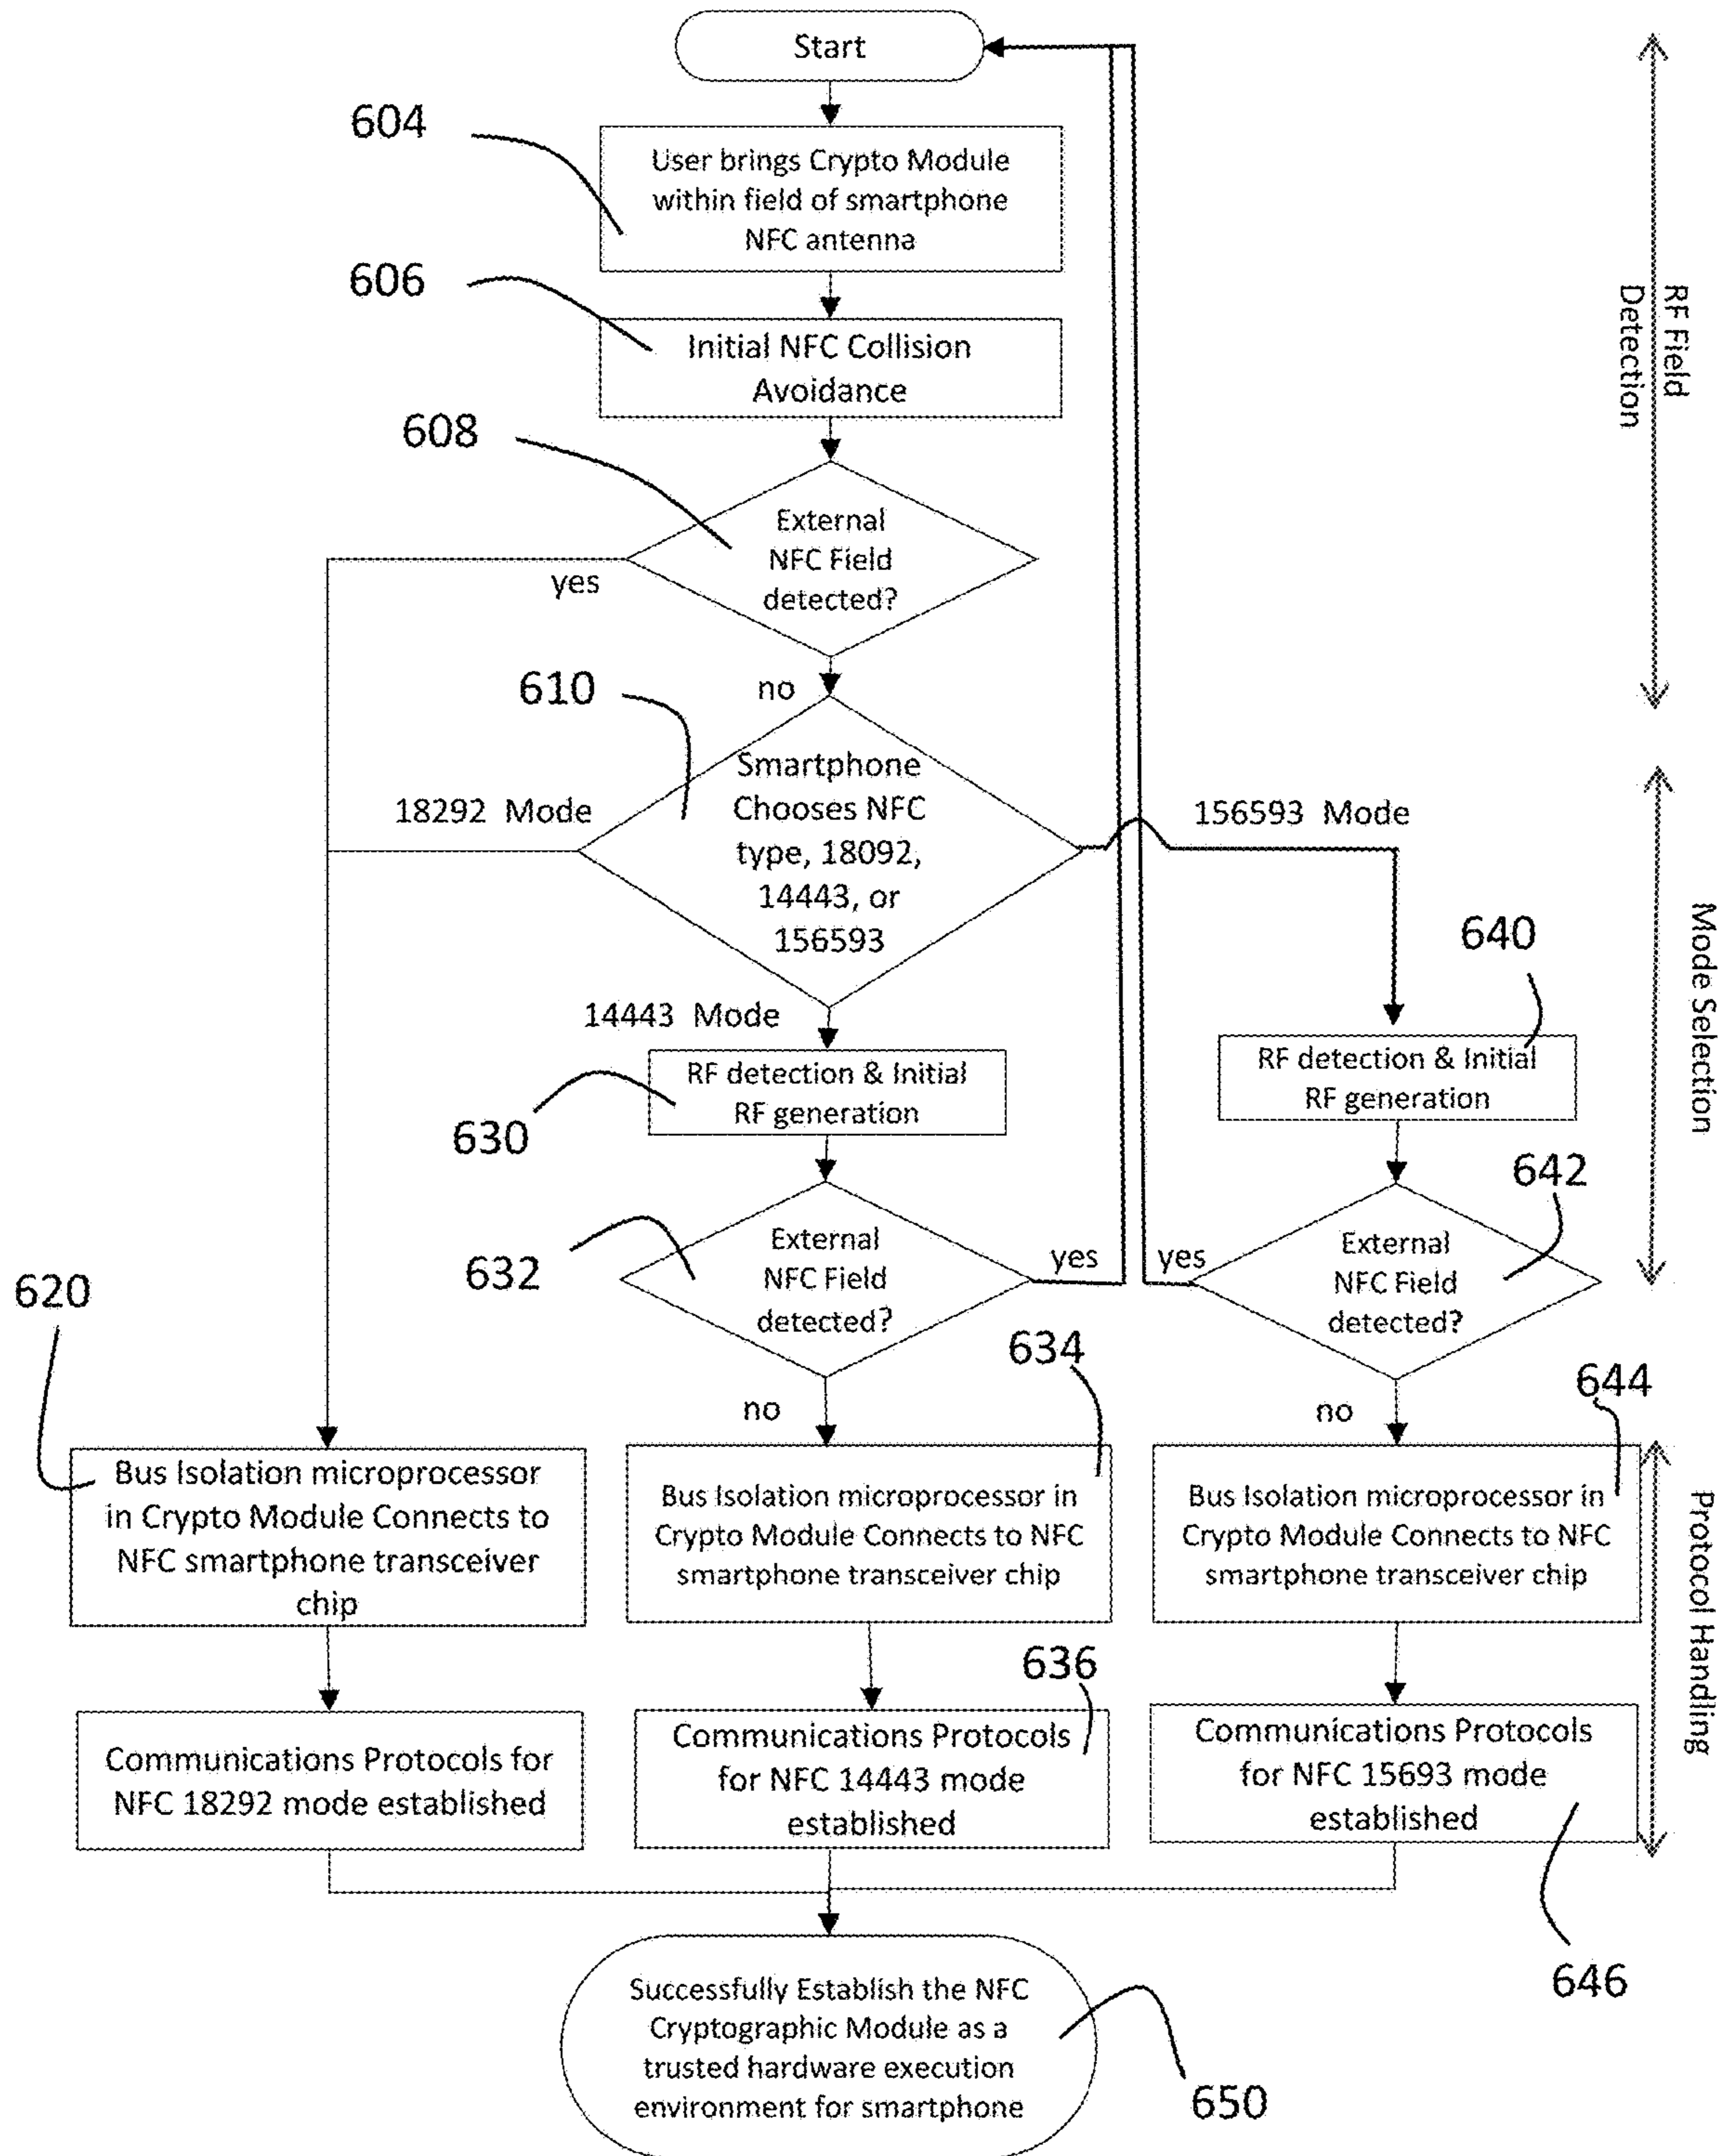 Start
604
User brings Crypto Module
within field of smartphone
NFC antenna
606
Initial NFC Collision
Avoidance
RF Field
Detection
608
External
NFC Field
detected?
yes
no
610
Smartphone
Chooses NFC
type, 18092,
14443, or
156593
18292 Mode
156593 Mode
14443 Mode
Mode Selection
640
RF detection & Initial
RF generation
630
RF detection & Initial
RF generation
642
632
External
NFC Field
detected?
yes
yes
External
NFC Field
detected?
620
634
644
no
no
Bus Isolation microprocessor
in Crypto Module Connects to
NFC smartphone transceiver
chip
Bus Isolation microprocessor in
Crypto Module Connects to NFC
smartphone transceiver chip
Bus Isolation microprocessor in
Crypto Module Connects to NFC
smartphone transceiver chip
Protocol Handling
636
Communications Protocols for
NFC 18292 mode established
Communications Protocols
for NFC 14443 mode
established
Communications Protocols
for NFC 15693 mode
established
646
Successfully Establish the NFC
Cryptographic Module as a
trusted hardware execution
environment for smartphone
650